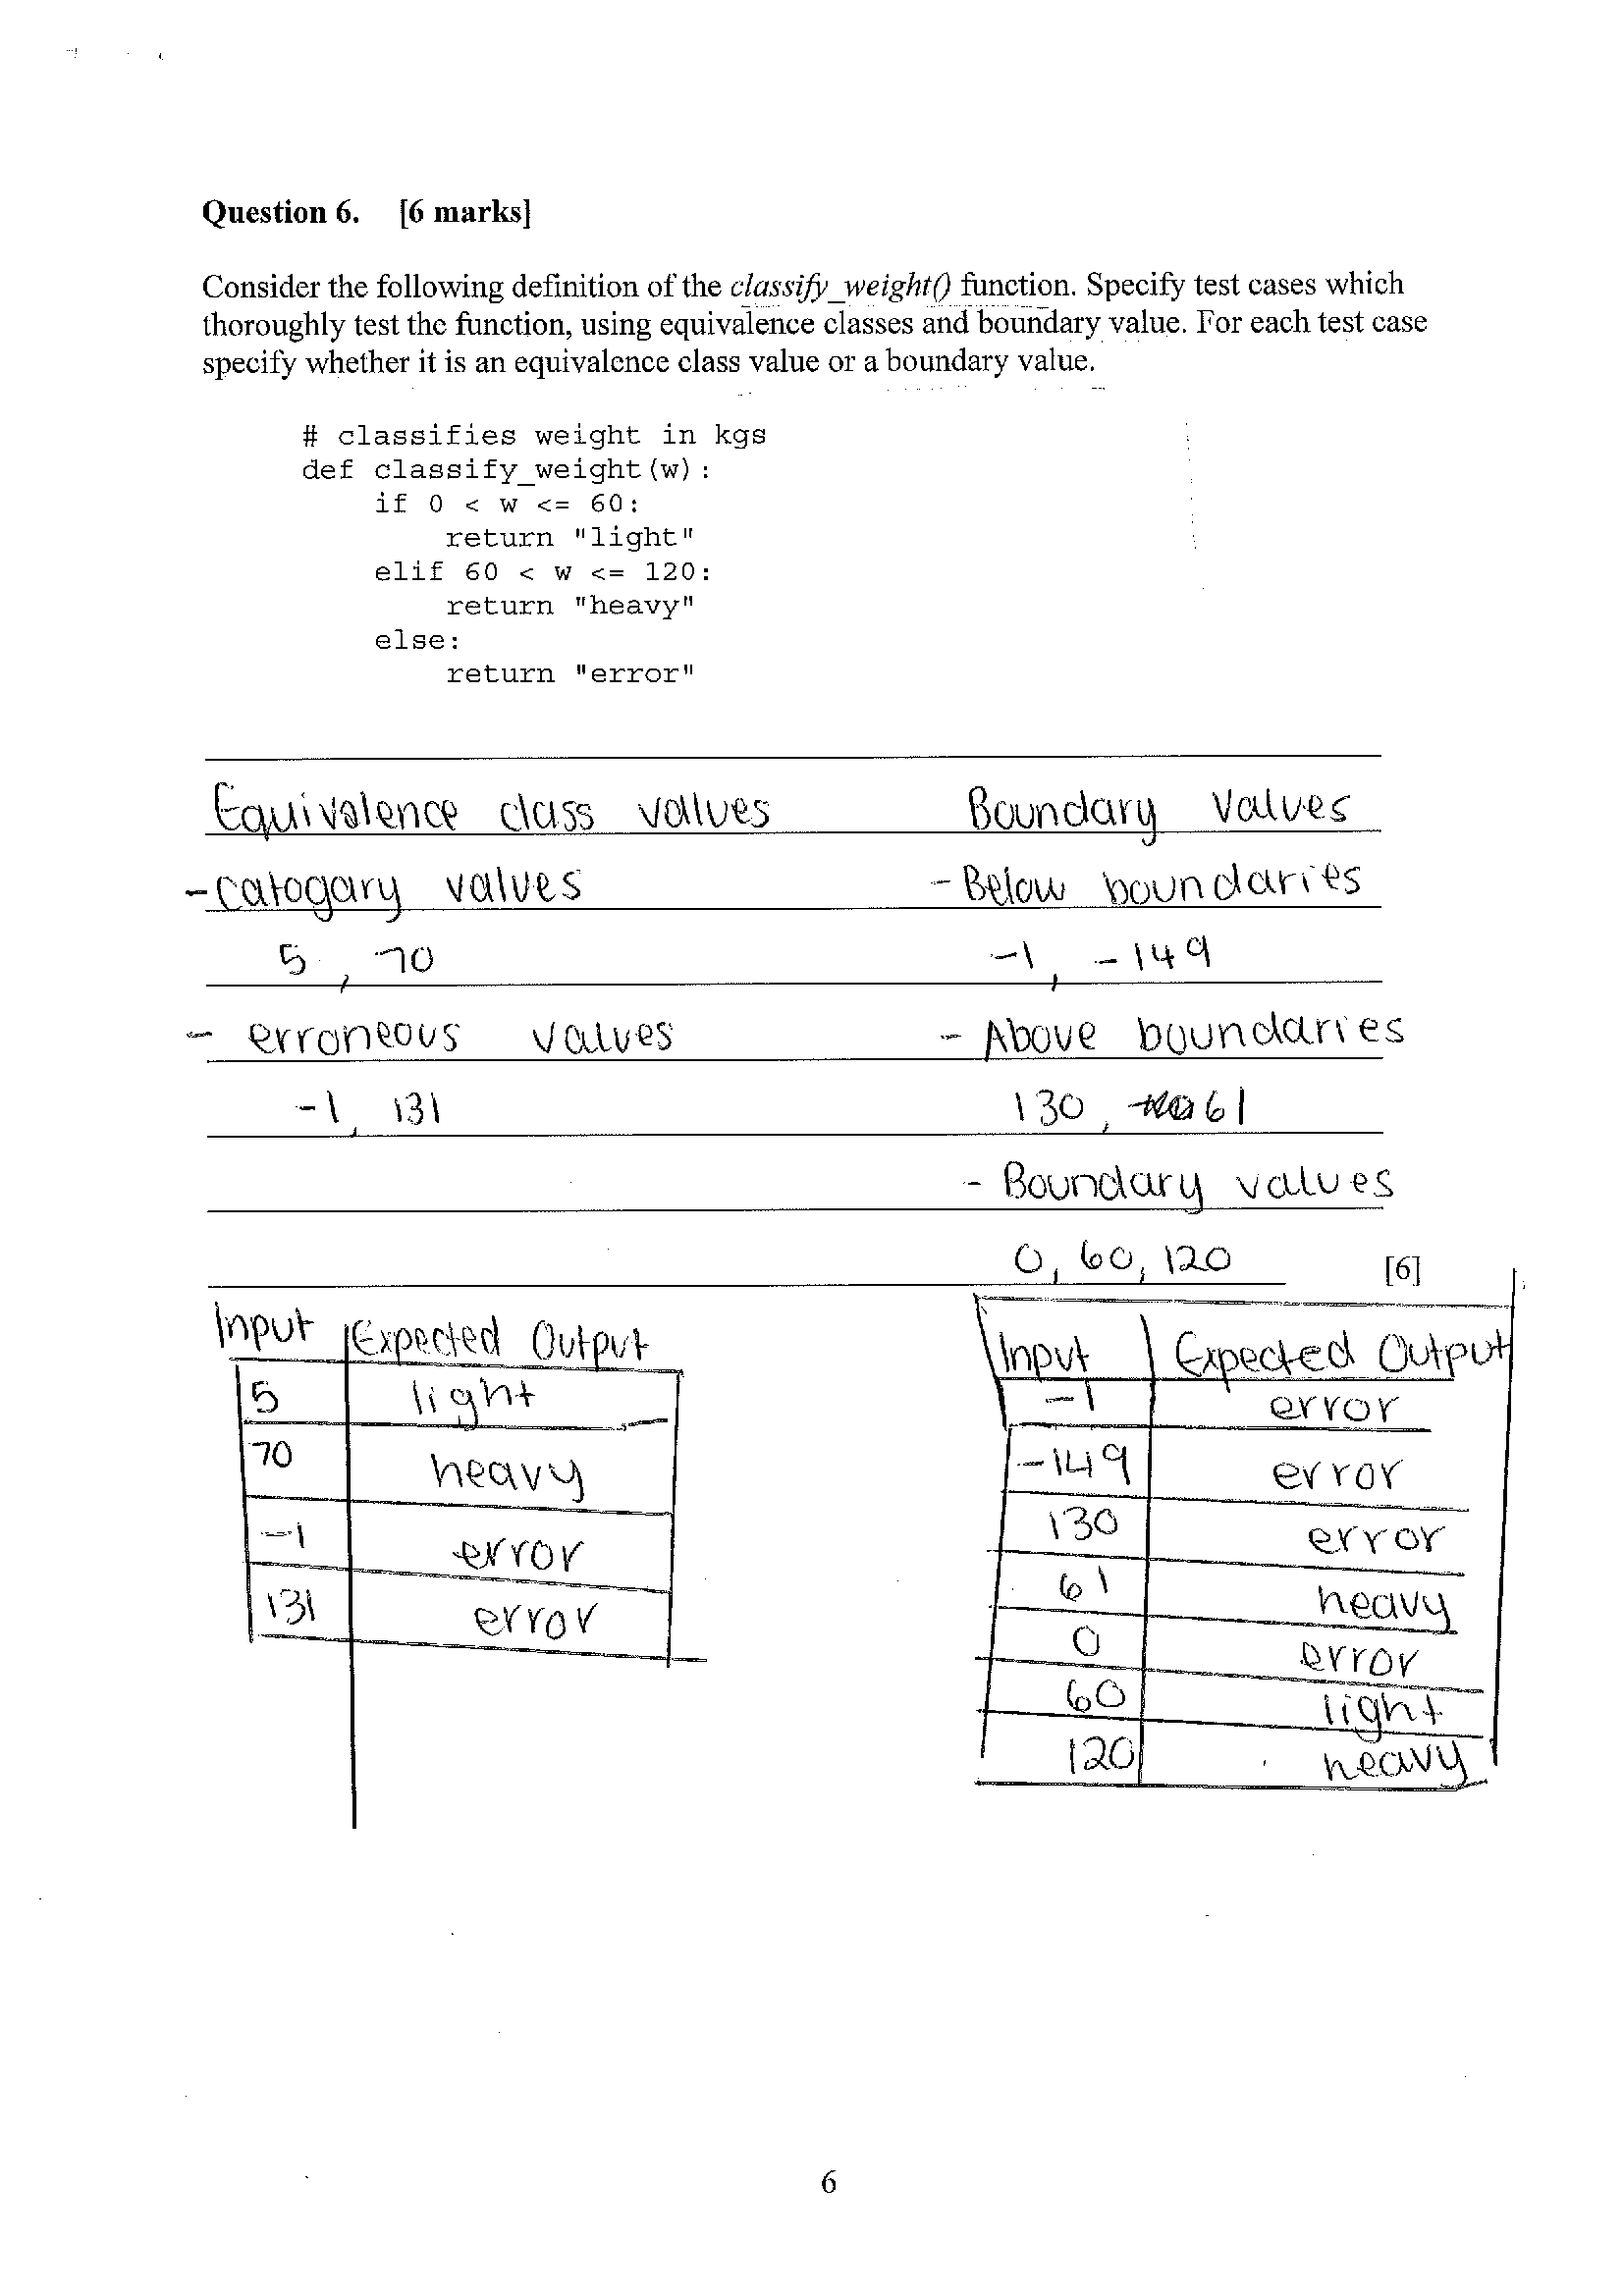 Question 6. [6 marks]
Consider the following definition of the classify_weight() function. Specify test cases which
thoroughly test the function, using equivalence classes and boundary value. For each test case
specify whether it is an equivalence class value or a boundary value.
# classifies weight in kgs
def classify_weight(w):
if 0 < w <= 60:
return "light"
elif 60 < w <= 120:
return "heavy"
else:
return "error"
Equivalence class values Boundary values
- catogary values - Below boundaries
5, 70 -1, -149
- erroneous values - Above boundaries
-1, 131 130, 61
- Boundary values
0, 60, 120 [6]
Input Expected Output
5 light
70 heavy
-1 error
131 error
Input Expected Output
-1 error
-149 error
130 error
61 heavy
0 error
60 light
120 heavy
6